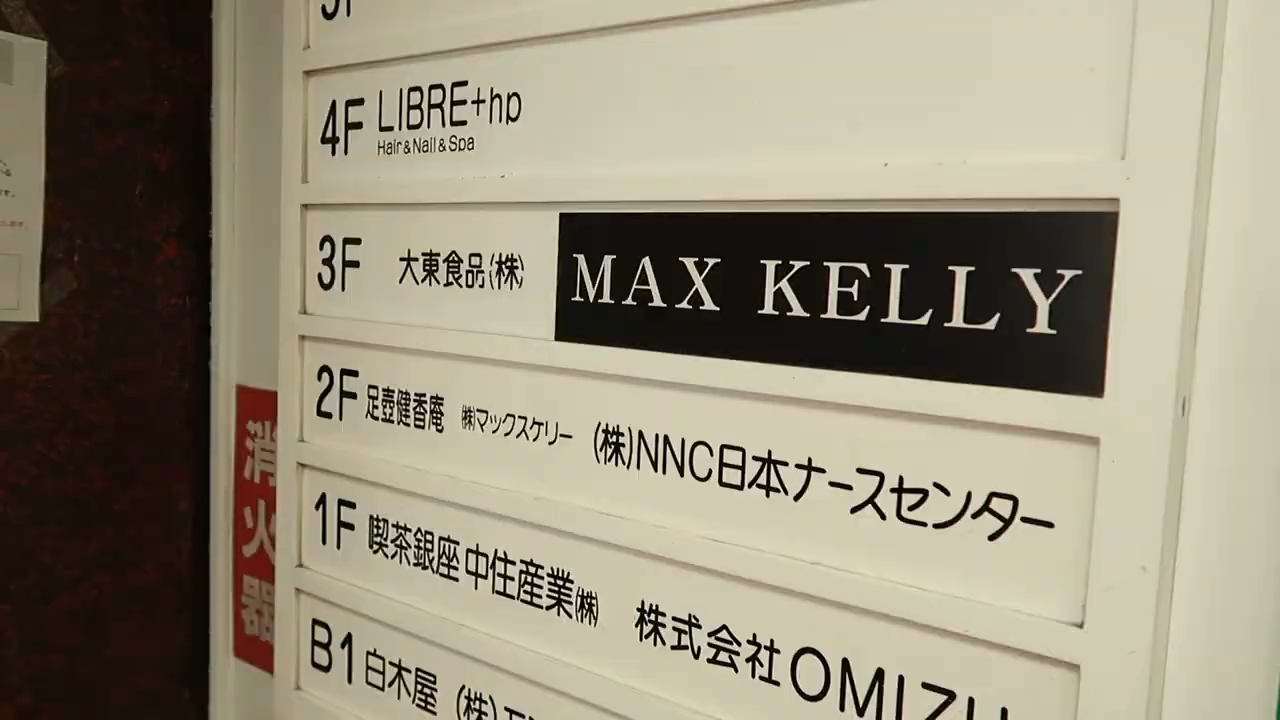 4F LIBRE+hp
Hair&Nail&Spa
3F 大東食品(株) MAX KELLY
2F 足壺健香庵 ㈱マックスケリー (株)NNC日本ナースセンター
1F 喫茶銀座 中住産業㈱ 株式会社OMIZU
B1 白木屋 (株)
消火器